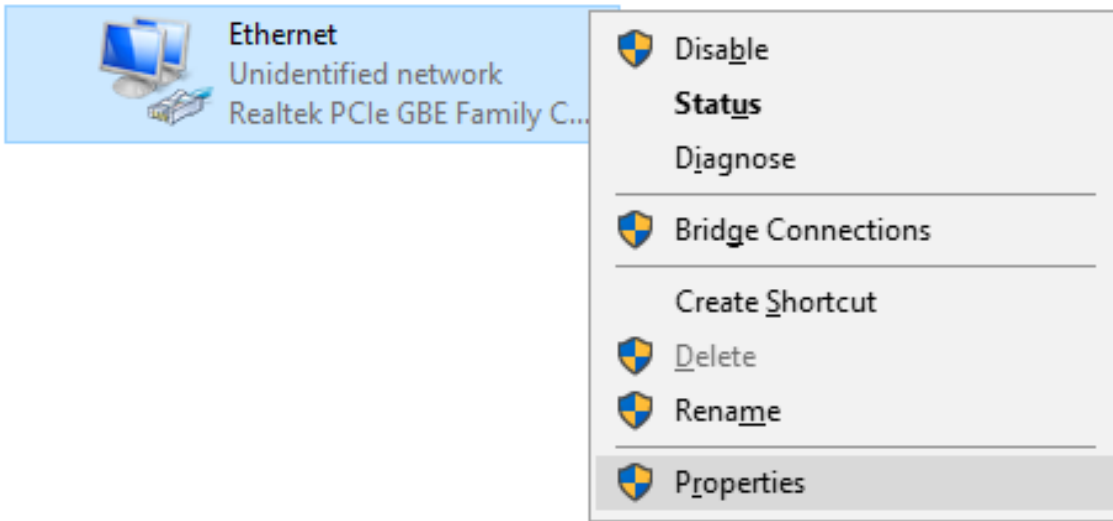 Ethernet
Unidentified network
Realtek PCIe GBE Family C...
Disable
Status
Diagnose
Bridge Connections
Create Shortcut
Delete
Rename
Properties